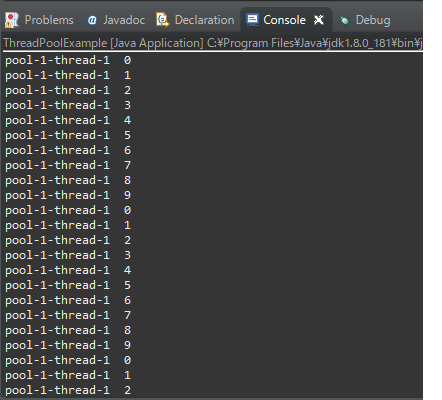 Problems Javadoc Declaration Console Debug
ThreadPoolExample [Java Application] C:¥Program Files¥Java¥jdk1.8.0_181¥bin¥j
pool-1-thread-1 0
pool-1-thread-1 1
pool-1-thread-1 2
pool-1-thread-1 3
pool-1-thread-1 4
pool-1-thread-1 5
pool-1-thread-1 6
pool-1-thread-1 7
pool-1-thread-1 8
pool-1-thread-1 9
pool-1-thread-1 0
pool-1-thread-1 1
pool-1-thread-1 2
pool-1-thread-1 3
pool-1-thread-1 4
pool-1-thread-1 5
pool-1-thread-1 6
pool-1-thread-1 7
pool-1-thread-1 8
pool-1-thread-1 9
pool-1-thread-1 0
pool-1-thread-1 1
pool-1-thread-1 2